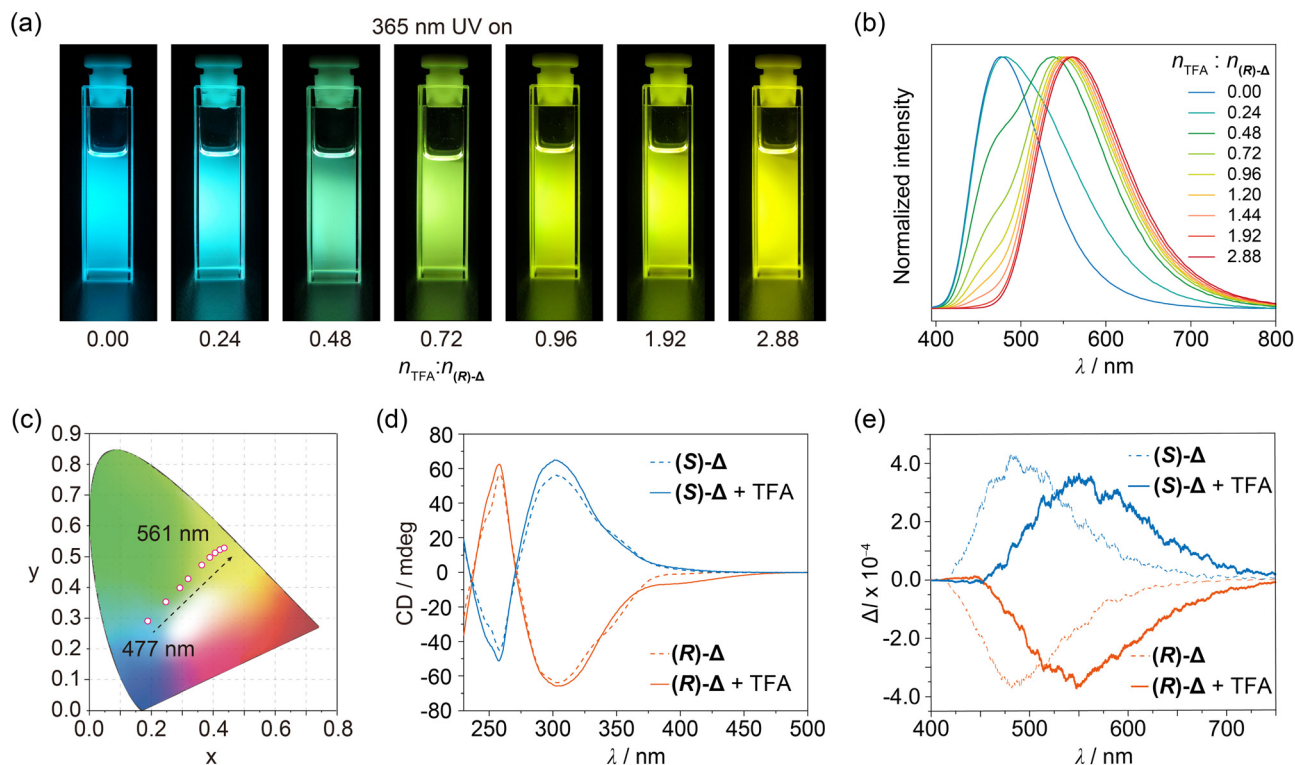 (a)
365 nm UV on
0.00 0.24 0.48 0.72 0.96 1.92 2.88
nTFA:n(R)-Δ
(b)
Normalized intensity
nTFA : n(R)-Δ
0.00
0.24
0.48
0.72
0.96
1.20
1.44
1.92
2.88
400 500 600 700 800
λ / nm
(c)
0.9
0.8
0.7
0.6
0.5
0.4
0.3
0.2
0.1
0.0
y
561 nm
477 nm
0.0 0.2 0.4 0.6 0.8
x
(d)
80
60
40
20
0
-20
-40
-60
-80
CD / mdeg
(S)-Δ
(S)-Δ + TFA
(R)-Δ
(R)-Δ + TFA
250 300 350 400 450 500
λ / nm
(e)
4.0
2.0
0.0
-2.0
-4.0
ΔI x 10⁻⁴
(S)-Δ
(S)-Δ + TFA
(R)-Δ
(R)-Δ + TFA
400 450 500 550 600 650 700
λ / nm